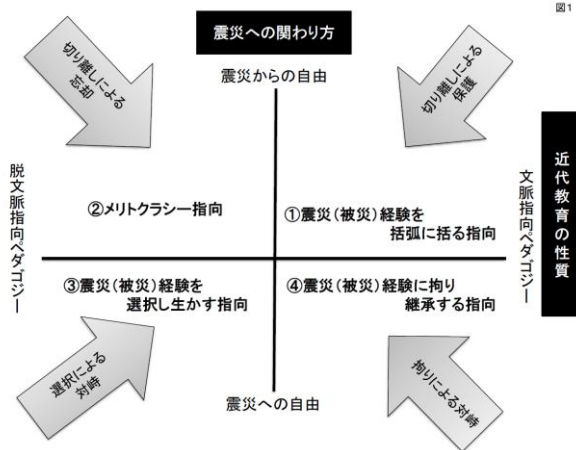 図1
震災への関わり方
震災からの自由
切り離しによる
忘却
切り離しによる
保護
脱文脈指向ペダゴジー
文脈指向ペダゴジー
近代教育の性質
②メリトクラシー指向
①震災(被災)経験を
括弧に括る指向
③震災(被災)経験を
選択し生かす指向
④震災(被災)経験に拘り
継承する指向
選択による
対峙
拘りによる対峙
震災への自由